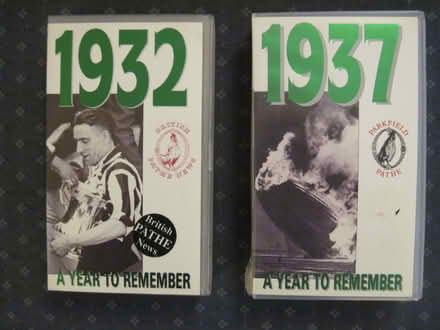 1932
BRITISH
PATHE NEWS
British
PATHE
News
A YEAR TO REMEMBER
1937
PARKFIELD
PATHE
A YEAR TO REMEMBER